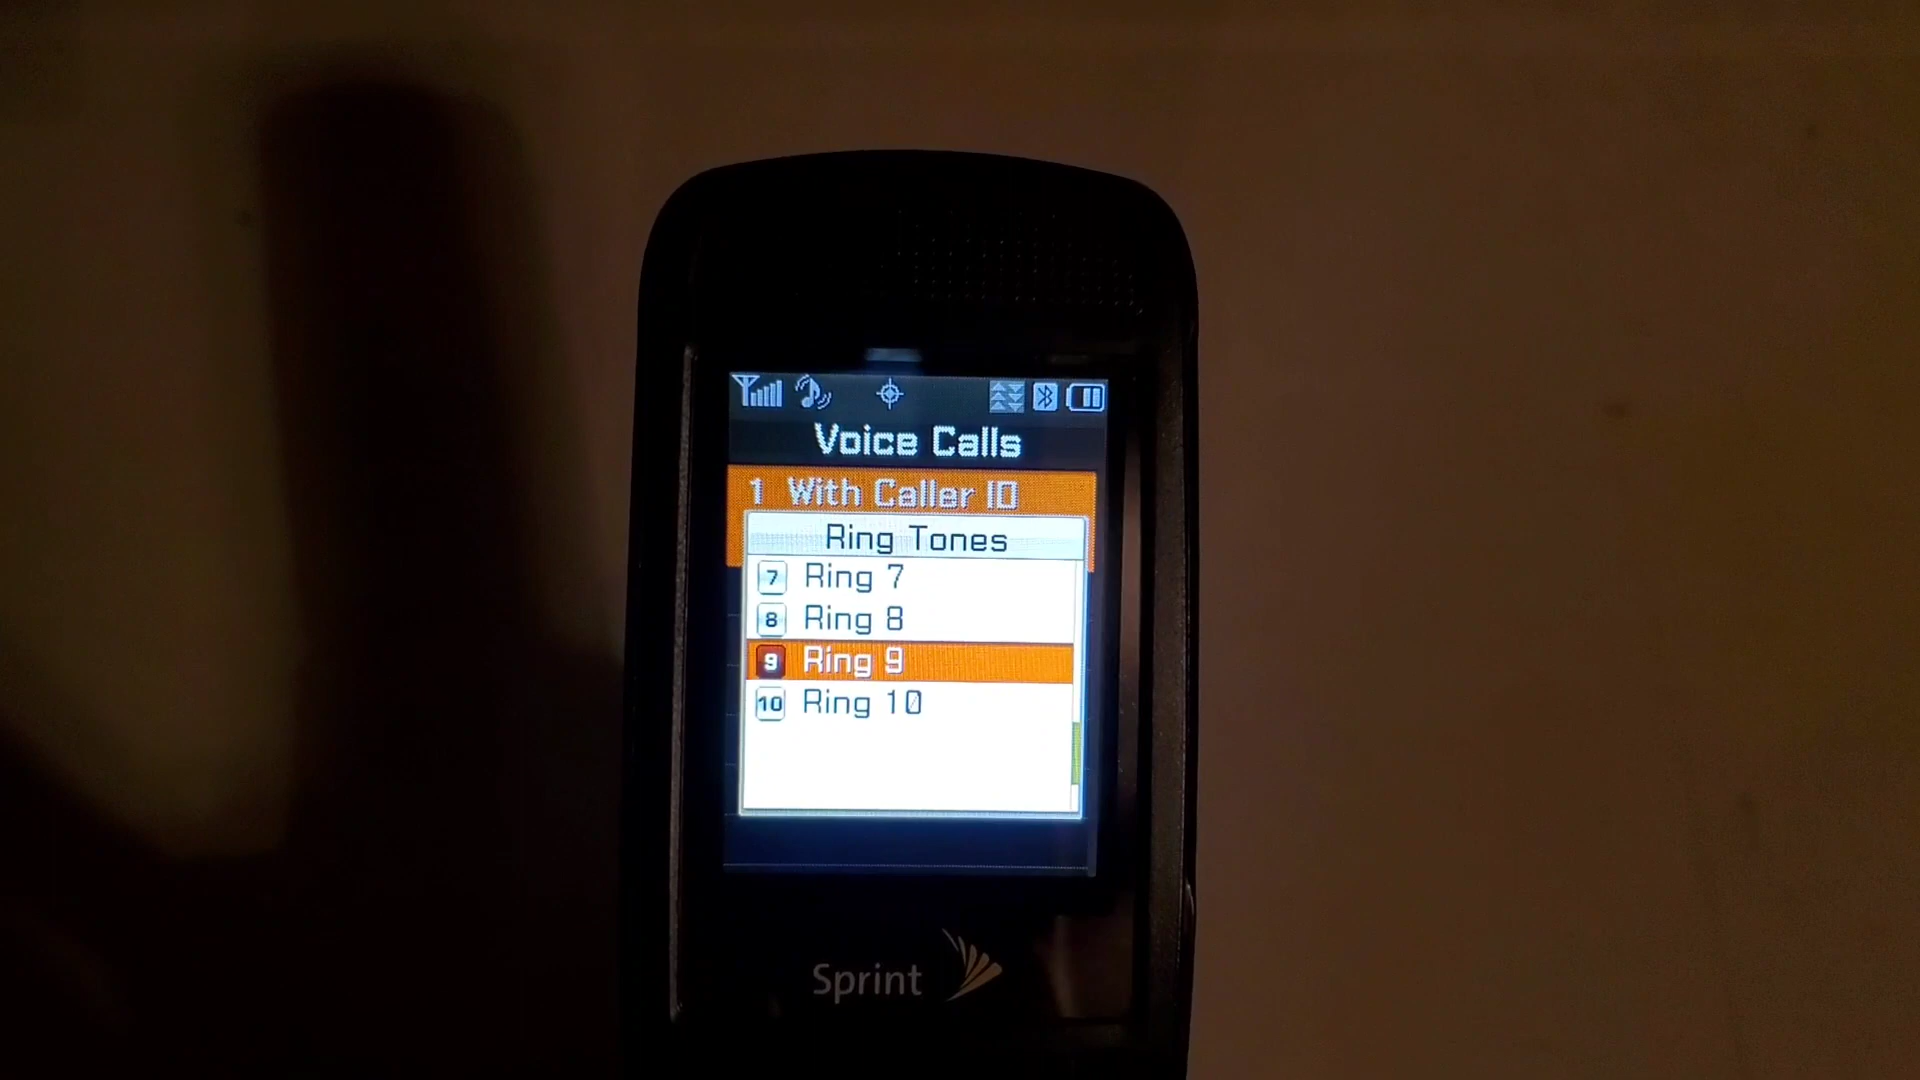 Voice Calls
1 With Caller ID
Ring Tones
7 Ring 7
8 Ring 8
9 Ring 9
10 Ring 10
Sprint